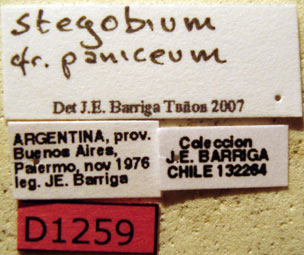 stegobium
cfr. paniceum
Det J.E. Barriga Tuños 2007
ARGENTINA, prov.
Buenos Aires,
Palermo, nov 1976
leg. JE. Barriga
Coleccion
J.E. BARRIGA
CHILE 132264
D1259